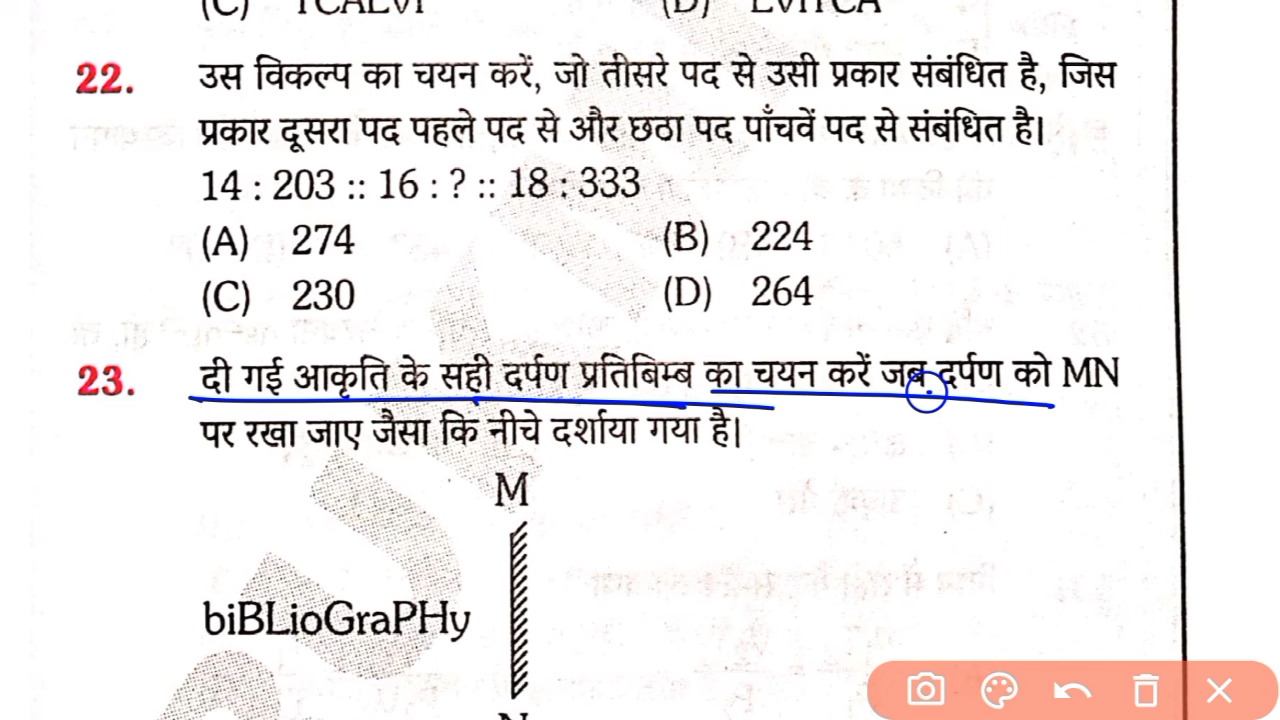 (C) TCAEVI (D) EVITCA
22. उस विकल्प का चयन करें, जो तीसरे पद से उसी प्रकार संबंधित है, जिस
प्रकार दूसरा पद पहले पद से और छठा पद पाँचवें पद से संबंधित है।
14 : 203 :: 16 : ? :: 18 : 333
(A) 274 (B) 224
(C) 230 (D) 264
23. दी गई आकृति के सही दर्पण प्रतिबिम्ब का चयन करें जब दर्पण को MN
पर रखा जाए जैसा कि नीचे दर्शाया गया है।
M
biBLioGraPHy
N